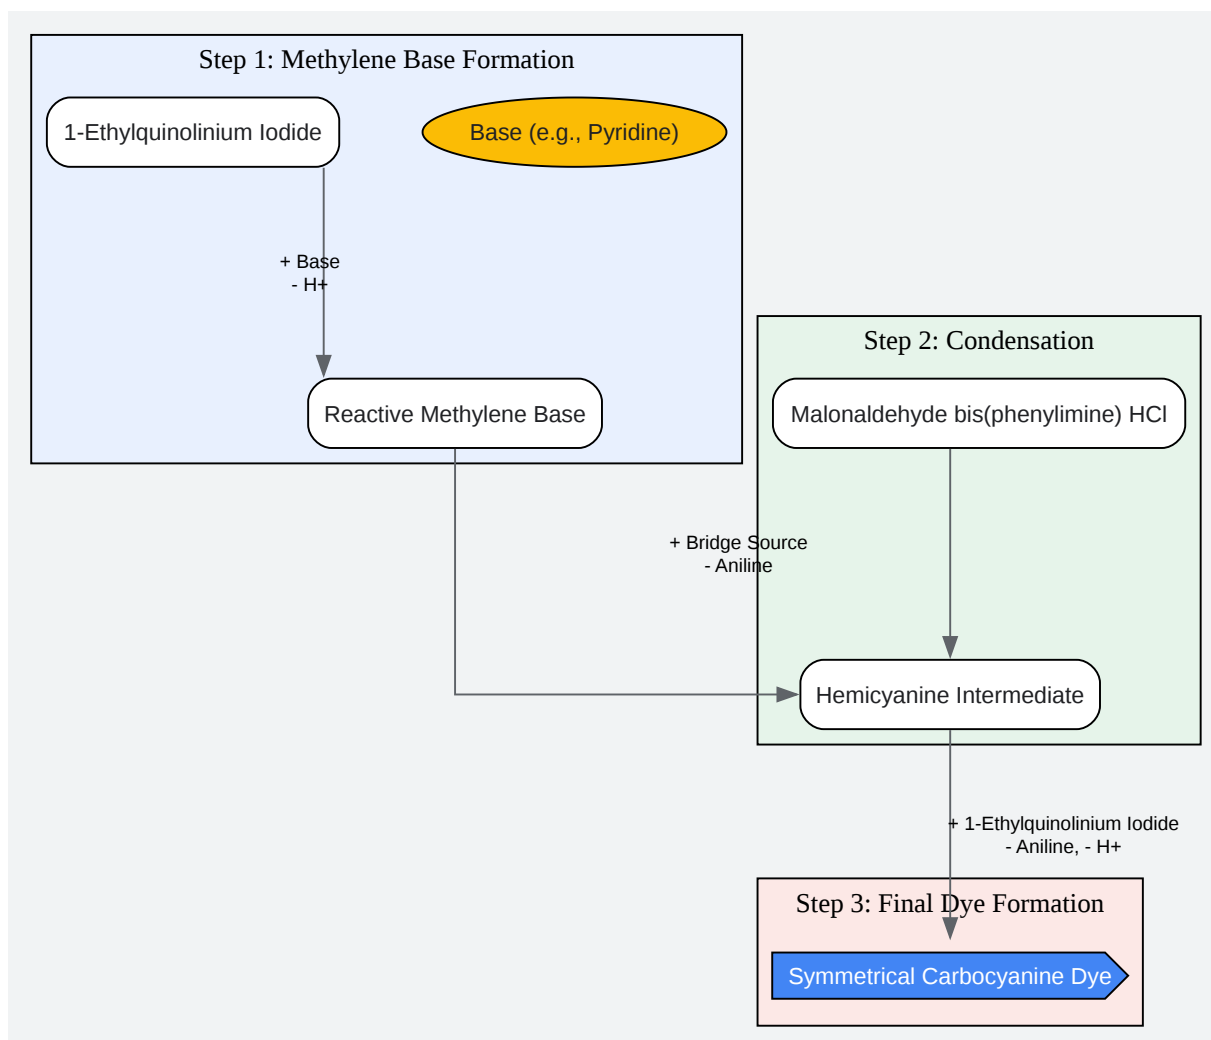 Step 1: Methylene Base Formation
1-Ethylquinolinium Iodide
Base (e.g., Pyridine)
+ Base
- H+
Reactive Methylene Base
Step 2: Condensation
Malonaldehyde bis(phenylimine) HCl
+ Bridge Source
- Aniline
Hemicyanine Intermediate
+ 1-Ethylquinolinium Iodide
- Aniline, - H+
Step 3: Final Dye Formation
Symmetrical Carbocyanine Dye